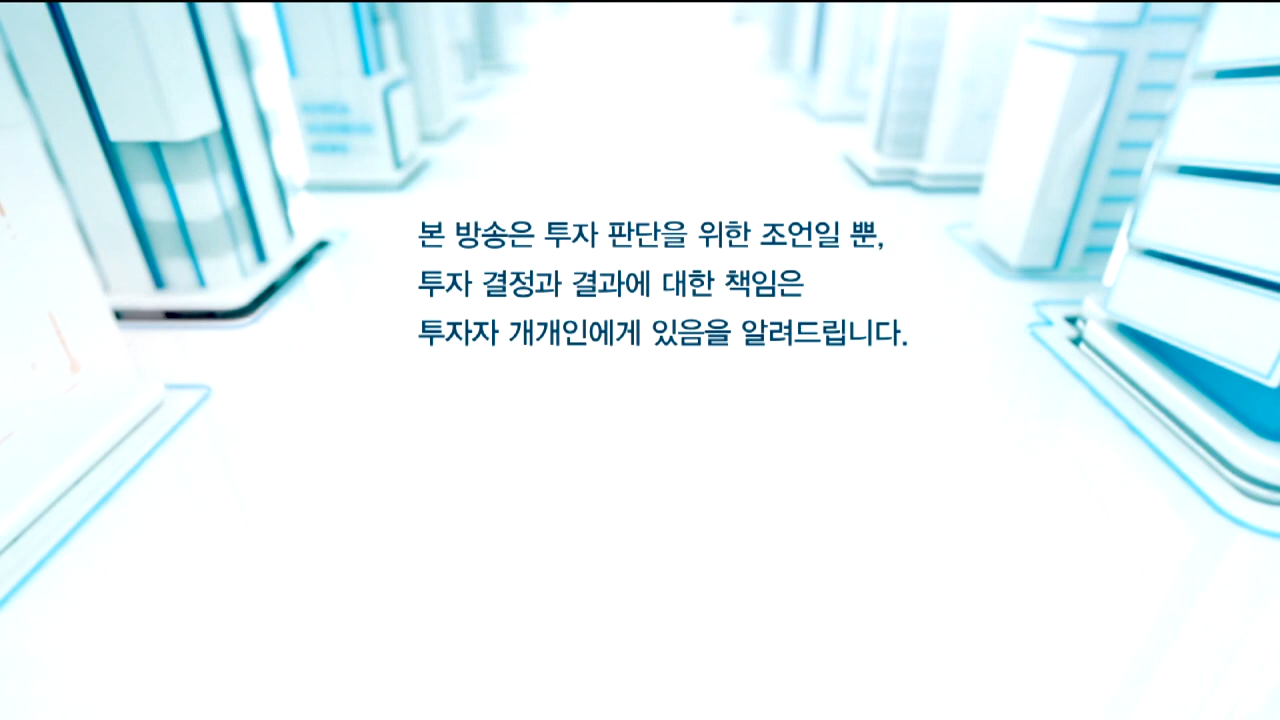 본 방송은 투자 판단을 위한 조언일 뿐,
투자 결정과 결과에 대한 책임은
투자자 개개인에게 있음을 알려드립니다.